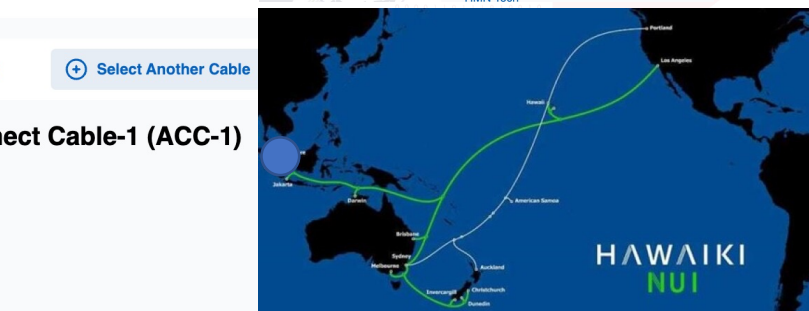 Select Another Cable
nect Cable-1 (ACC-1)
Portland
Los Angeles
Hawaii
Jakarta
Darwin
American Samoa
Brisbane
Sydney
Melbourne
Auckland
Invercargill
Christchurch
Dunedin
HAWAIKI
NUI